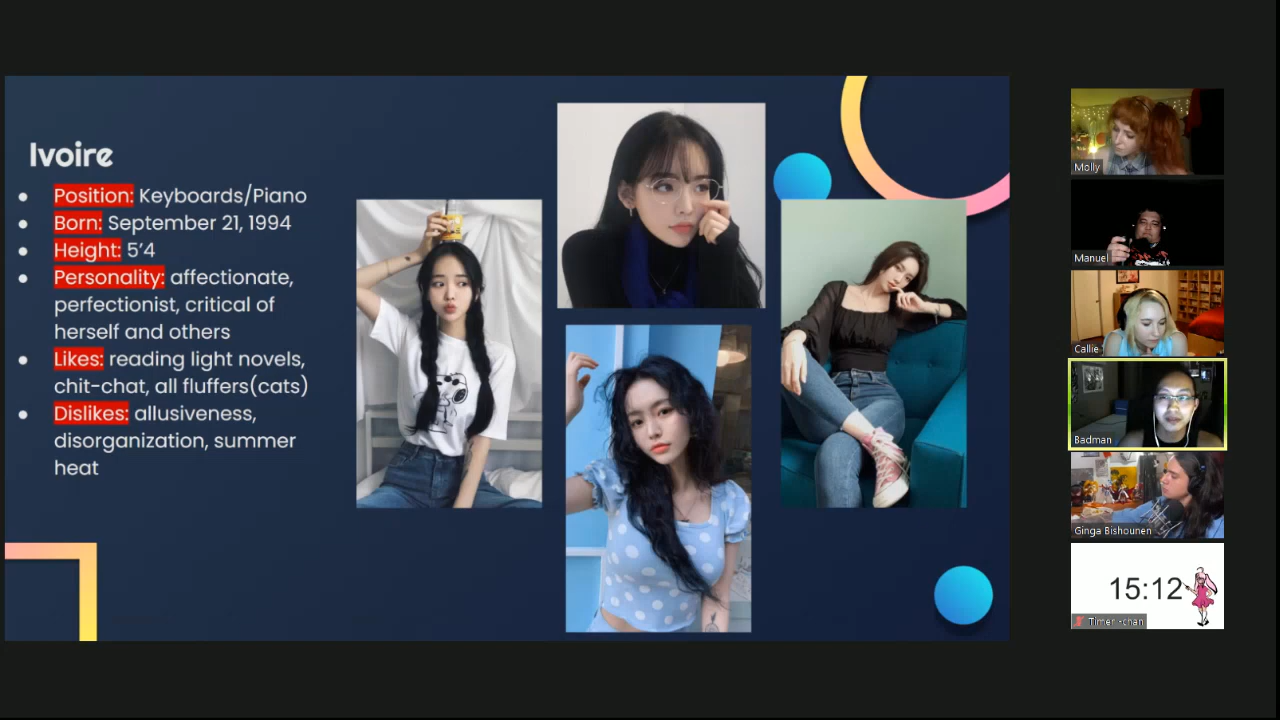 Ivoire
Position: Keyboards/Piano
Born: September 21, 1994
Height: 5’4
Personality: affectionate,
perfectionist, critical of
herself and others
Likes: reading light novels,
chit-chat, all fluffers(cats)
Dislikes: allusiveness,
disorganization, summer
heat
Molly
Manuel
Callie
Badman
Ginga Bishounen
15:12
Timer -chan